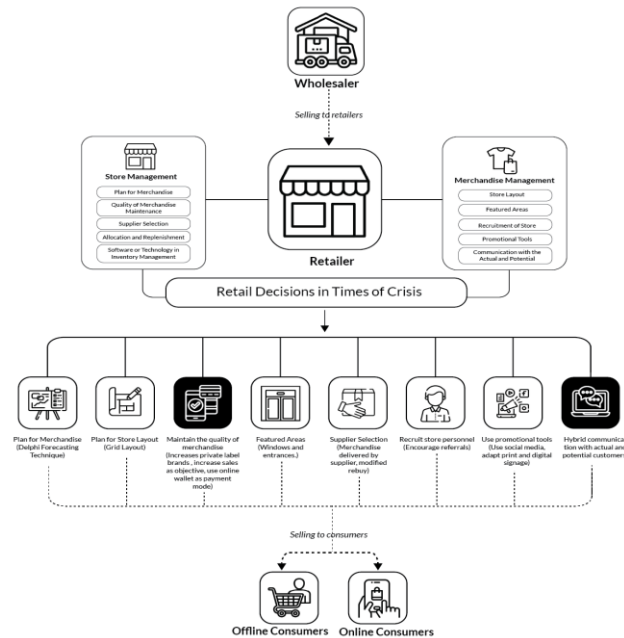 Wholesaler
Selling to retailers
Store Management
Plan for Merchandise
Quality of Merchandise
Maintenance
Supplier Selection
Allocation and Replenishment
Software or Technology in
Inventory Management
Retailer
Merchandise Management
Store Layout
Featured Areas
Recruitment of Store
Promotional Tools
Communication with the
Actual and Potential
Retail Decisions in Times of Crisis
Plan for Merchandise
(Delphi Forecasting
Technique)
Plan for Store Layout
(Grid Layout)
Maintain the quality of
merchandise
(Increases private label
brands , increase sales
as objective, use online
wallet as payment
mode)
Featured Areas
(Windows and
entrances.)
Supplier Selection
(Merchandise
delivered by
supplier, modified
rebuy)
Recruit store personnel
(Encourage referrals)
Use promotional tools
(Use social media,
adapt print and digital
signage)
Hybrid communica-
tion with actual and
potential customers
Selling to consumers
Offline Consumers
Online Consumers